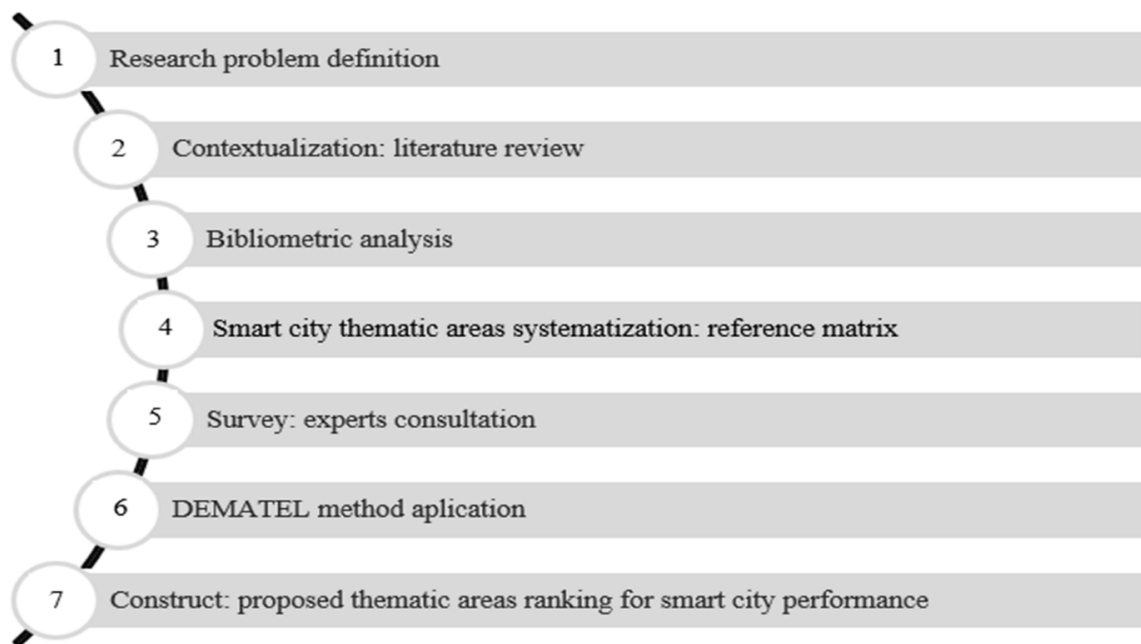 1 Research problem definition
2 Contextualization: literature review
3 Bibliometric analysis
4 Smart city thematic areas systematization: reference matrix
5 Survey: experts consultation
6 DEMATEL method aplication
7 Construct: proposed thematic areas ranking for smart city performance